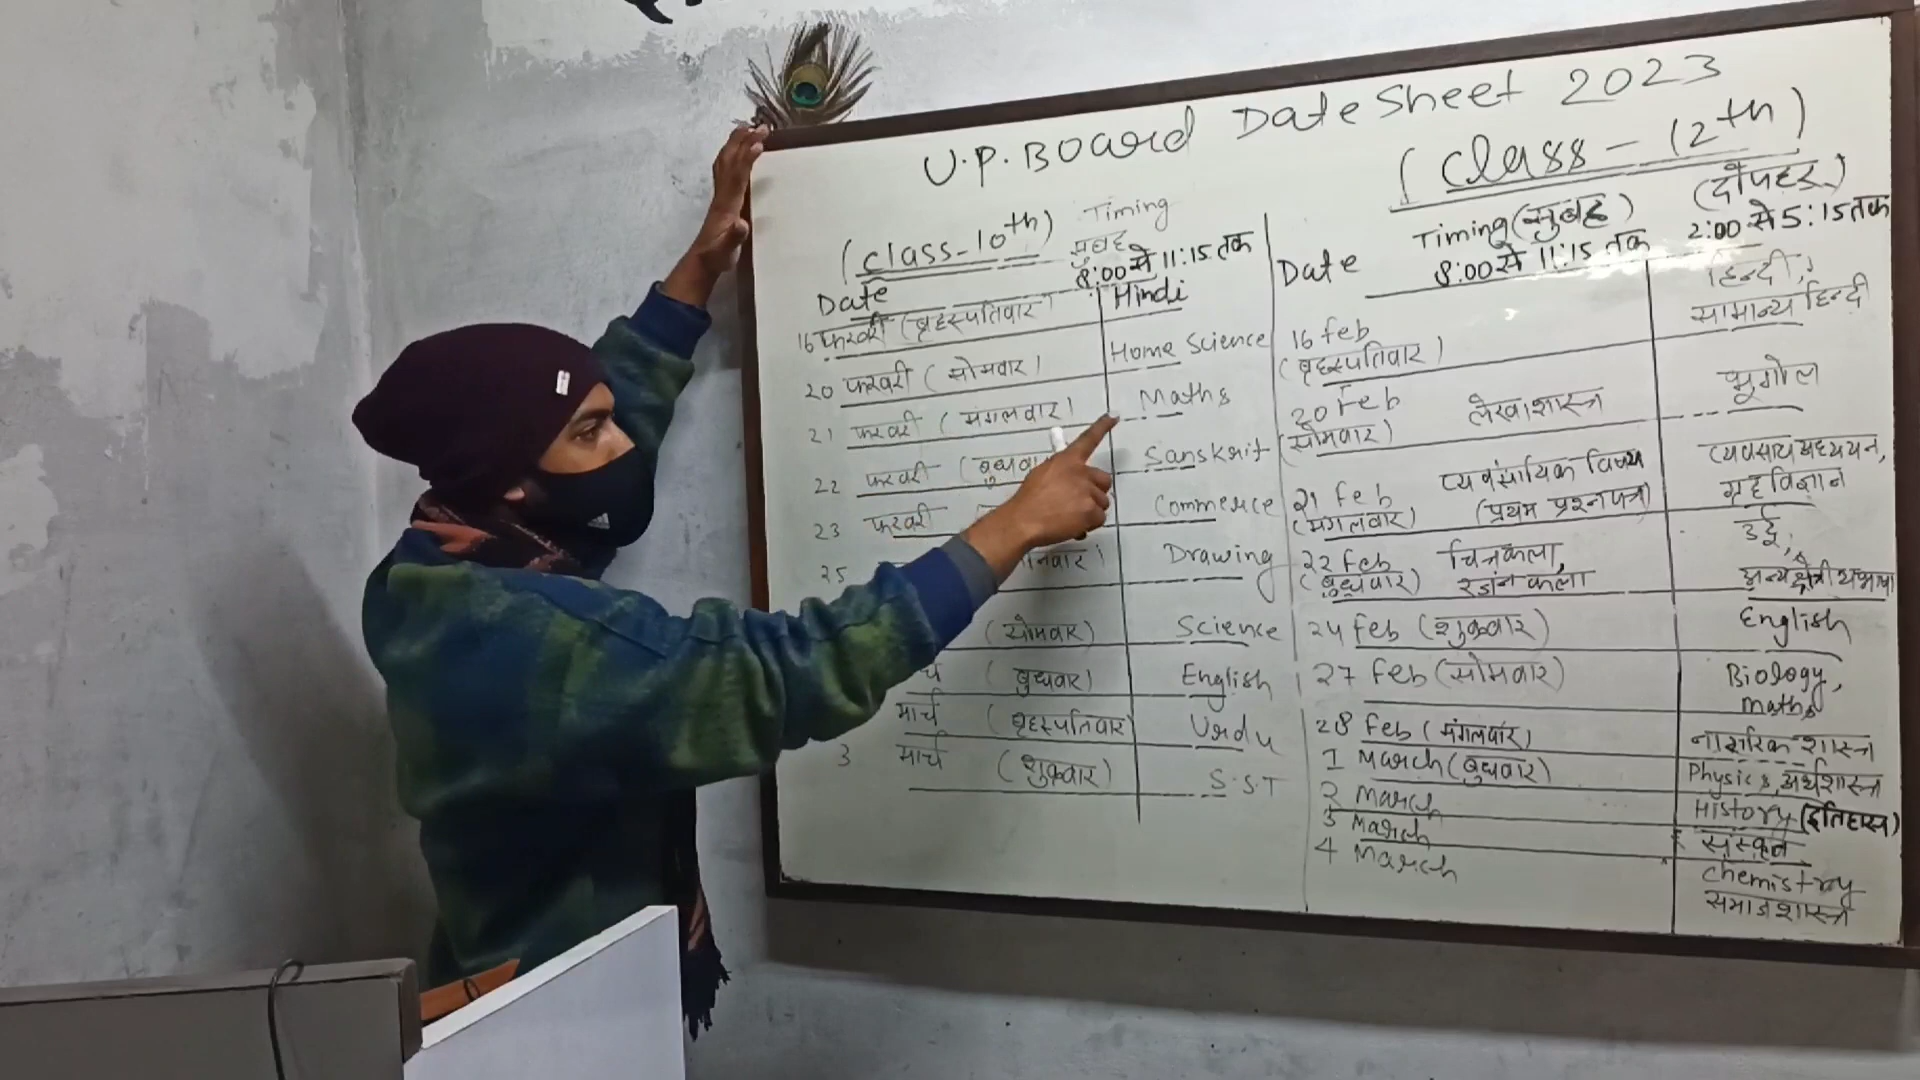 U.P. Board Date Sheet 2023
(Class-10th) Timing
सुबह
Date 8:00 से 11:15 तक
16 फरवरी (बृहस्पतिवार) Hindi
20 फरवरी (सोमवार) Home Science
21 फरवरी (मंगलवार) Maths
22 फरवरी Sanskrit
23 फरवरी Commerce
25 Drawing
(सोमवार) Science
(बुधवार) English
मार्च (बृहस्पतिवार) Urdu
3 मार्च (शुक्रवार) S.S.T
(Class-12th)
Timing (सुबह) (दोपहर)
Date 8:00 से 11:15 तक 2:00 से 5:15 तक
16 Feb हिन्दी,
(बृहस्पतिवार) सामान्य हिन्दी
20 Feb लेखाशास्त्र भूगोल
(सोमवार)
21 Feb व्यवसायिक विषय व्यवसाय अध्ययन,
(मंगलवार) (प्रथम प्रश्नपत्र) ग्रह विज्ञान
22 Feb चित्रकला, उर्दू,
(बुधवार) रंजन कला अन्य क्षेत्रीय भाषा
24 Feb (शुक्रवार) English
27 Feb (सोमवार) Biology,
Maths
28 Feb (मंगलवार) नागरिक शास्त्र
1 March (बुधवार) Physics, अर्थशास्त्र
2 March History (इतिहास)
3 March संस्कृत
4 March Chemistry
समाजशास्त्र